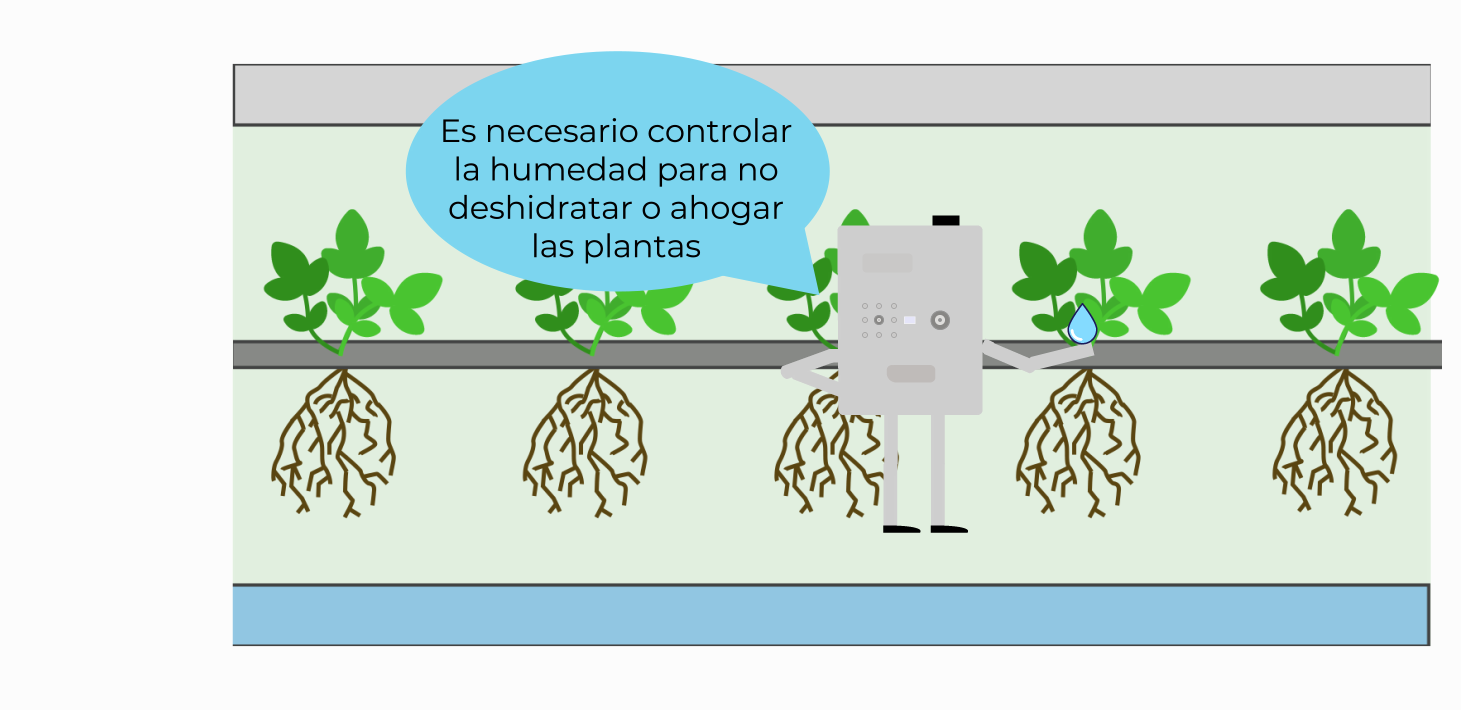 Es necesario controlar
la humedad para no
deshidratar o ahogar
las plantas